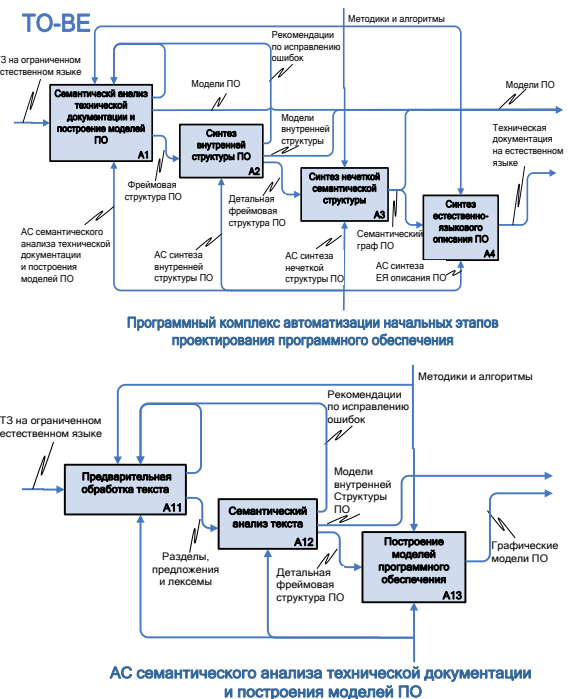 TO-BE
Методики и алгоритмы
Рекомендации
по исправлению
ошибок
ТЗ на ограниченном
естественном языке
Семантический анализ
технической
документации и
построение моделей
ПО
A1
Модели ПО
Модели ПО
Синтез
внутренней
структуры ПО
A2
Модели
внутренней
структуры
Техническая
документация
на естественном
языке
Фреймовая
структура ПО
Синтез нечеткой
семантической
структуры
A3
Детальная
фреймовая
структура ПО
Синтез
естественно-
языкового
описания ПО
A4
Семантический
граф ПО
АС семантического
анализа технической
документации
и построения
моделей ПО
АС синтеза
внутренней
структуры ПО
АС синтеза
нечеткой
структуры ПО
АС синтеза
ЕЯ описания ПО
Программный комплекс автоматизации начальных этапов
проектирования программного обеспечения
Методики и алгоритмы
Рекомендации
по исправлению
ошибок
ТЗ на ограниченном
естественном языке
Предварительная
обработка текста
A11
Модели
внутренней
Структуры
ПО
Семантический
анализ текста
A12
Разделы,
предложения
и лексемы
Детальная
фреймовая
структура ПО
Построение
моделей
программного
обеспечения
A13
Графические
модели ПО
АС семантического анализа технической документации
и построения моделей ПО